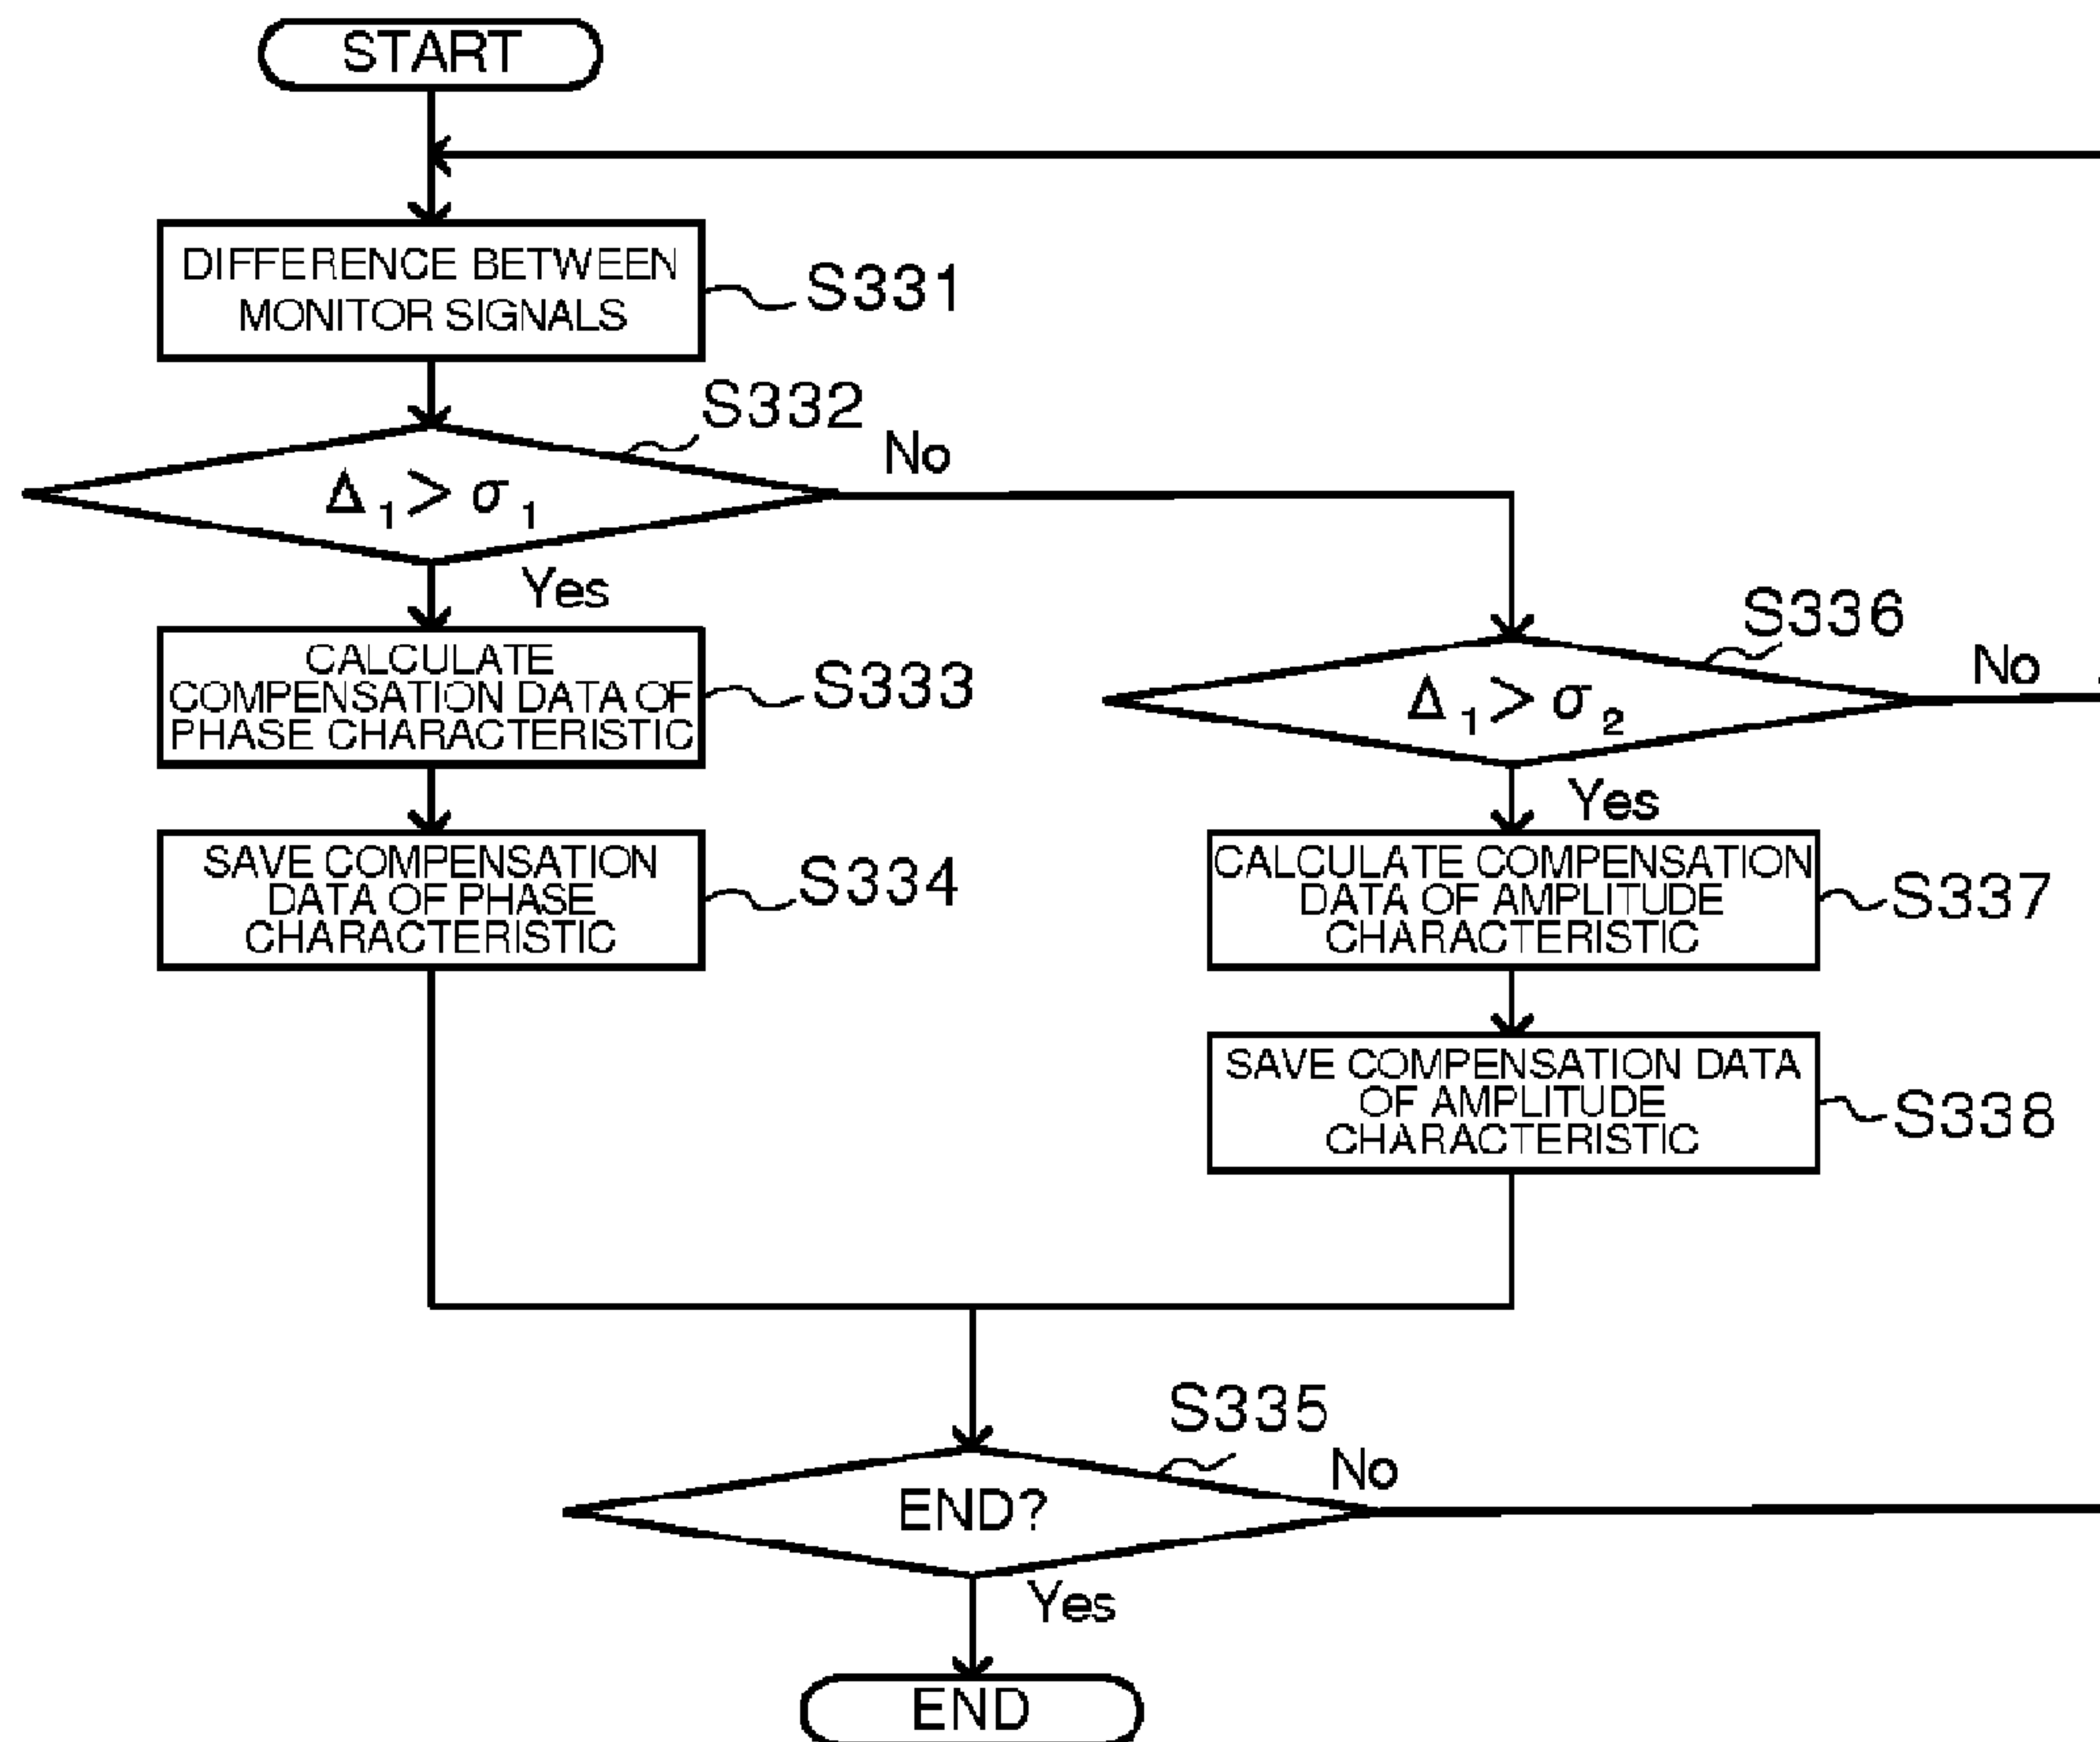 START
DIFFERENCE BETWEEN
MONITOR SIGNALS
S331
S332
Δ₁ > σ₁
No
Yes
CALCULATE
COMPENSATION DATA OF
PHASE CHARACTERISTIC
S333
SAVE COMPENSATION
DATA OF PHASE
CHARACTERISTIC
S334
S336
Δ₁ > σ₂
No
Yes
CALCULATE COMPENSATION
DATA OF AMPLITUDE
CHARACTERISTIC
S337
SAVE COMPENSATION DATA
OF AMPLITUDE
CHARACTERISTIC
S338
S335
END?
No
Yes
END